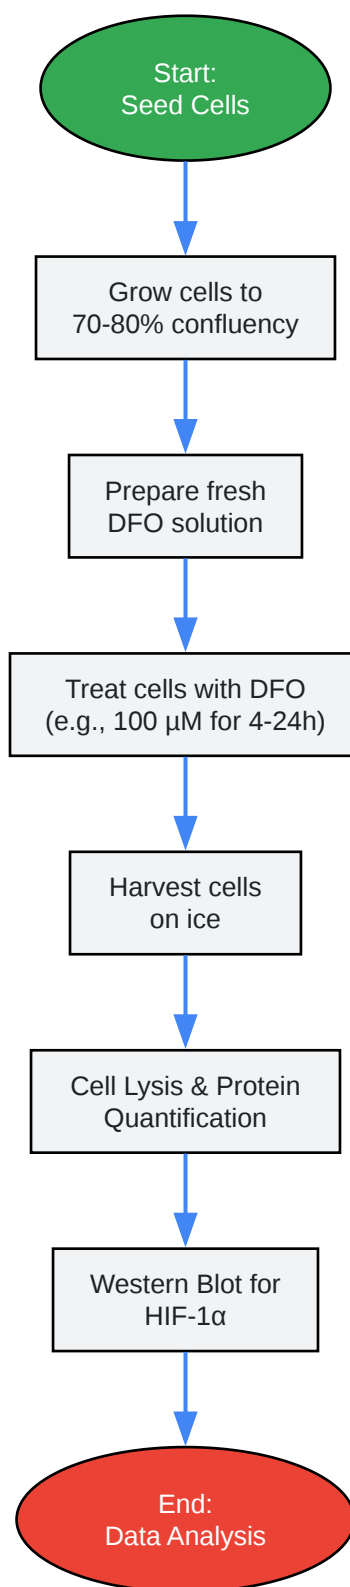 Start:
Seed Cells
Grow cells to
70-80% confluency
Prepare fresh
DFO solution
Treat cells with DFO
(e.g., 100 µM for 4-24h)
Harvest cells
on ice
Cell Lysis & Protein
Quantification
Western Blot for
HIF-1α
End:
Data Analysis